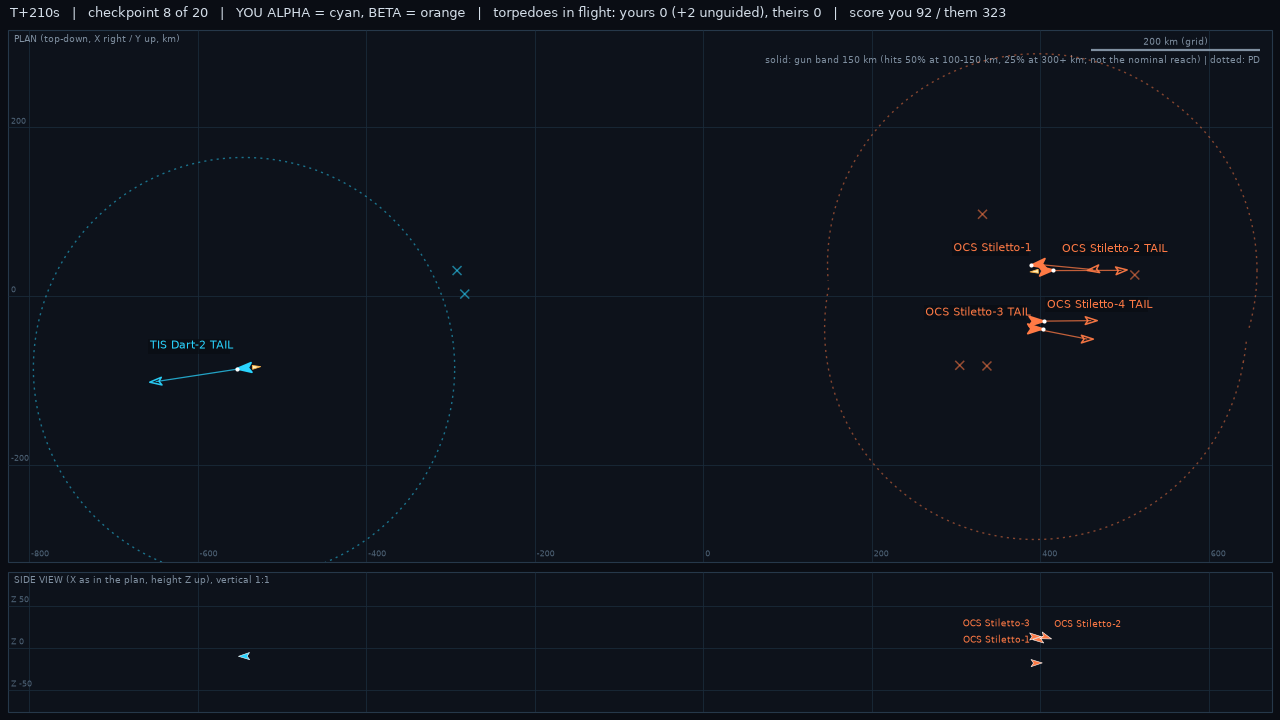 T+210s | checkpoint 8 of 20 | YOU ALPHA = cyan, BETA = orange | torpedoes in flight: yours 0 (+2 unguided), theirs 0 | score you 92 / them 323
PLAN (top-down, X right / Y up, km)
200 km (grid)
solid: gun band 150 km (hits 50% at 100-150 km, 25% at 300+ km; not the nominal reach) | dotted: PD
200
OCS Stiletto-1
OCS Stiletto-2 TAIL
0
OCS Stiletto-4 TAIL
OCS Stiletto-3 TAIL
TIS Dart-2 TAIL
-200
-800
-600
-400
-200
0
200
400
600
SIDE VIEW (X as in the plan, height Z up), vertical 1:1
Z 50
OCS Stiletto-3
OCS Stiletto-2
Z 0
OCS Stiletto-1
Z -50